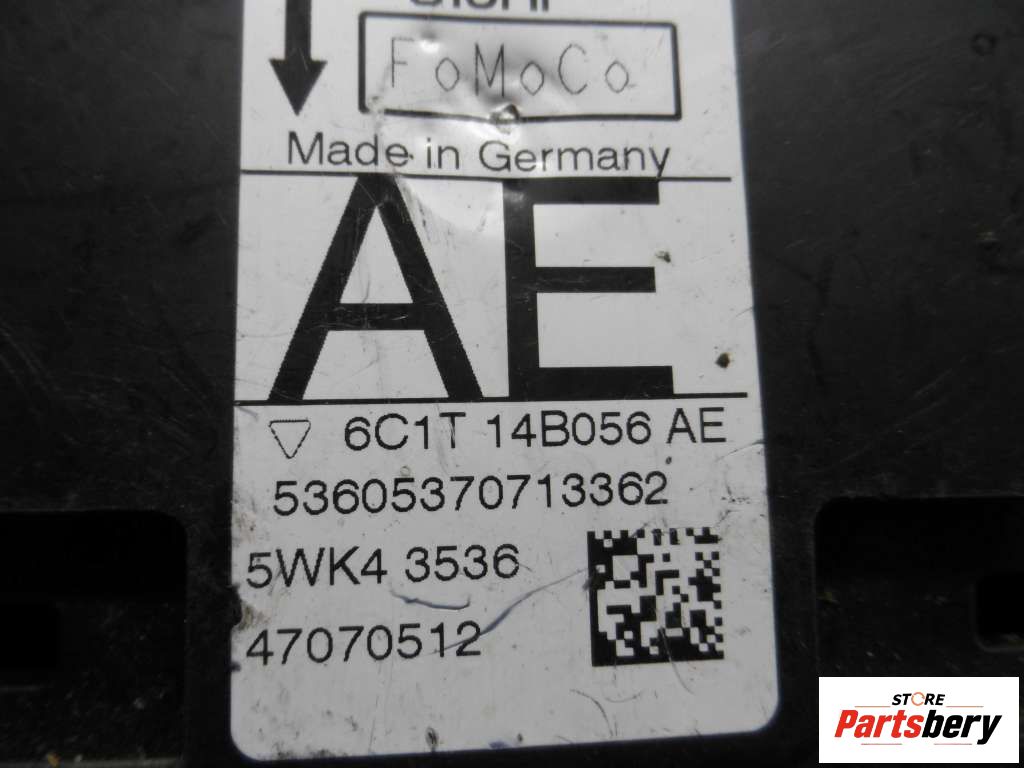 FoMoCo
Made in Germany
AE
6C1T 14B056 AE
53605370713362
5WK4 3536
47070512
STORE
Partsbery